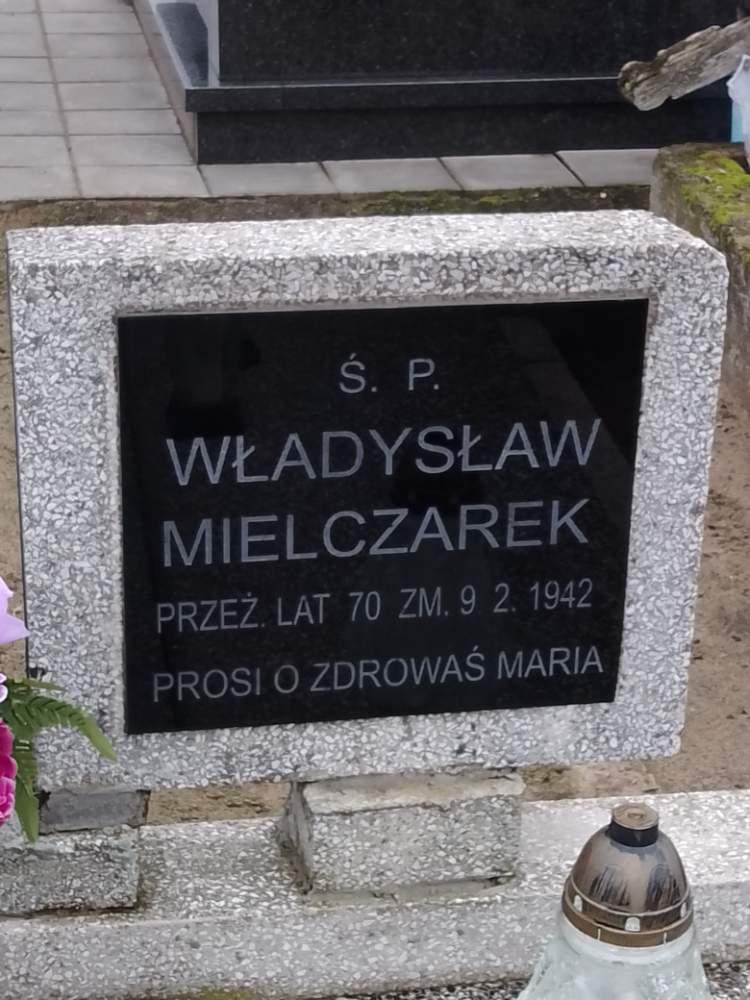 Ś. P.
WŁADYSŁAW
MIELCZAREK
PRZEŻ. LAT 70 ZM. 9 2. 1942
PROSI O ZDROWAŚ MARIA